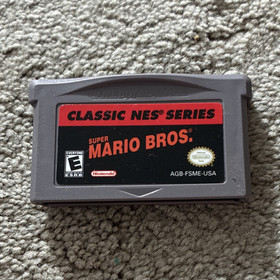 CLASSIC NES® SERIES
SUPER
MARIO BROS.®
EVERYONE
E
ESRB
Nintendo
AGB-FSME-USA